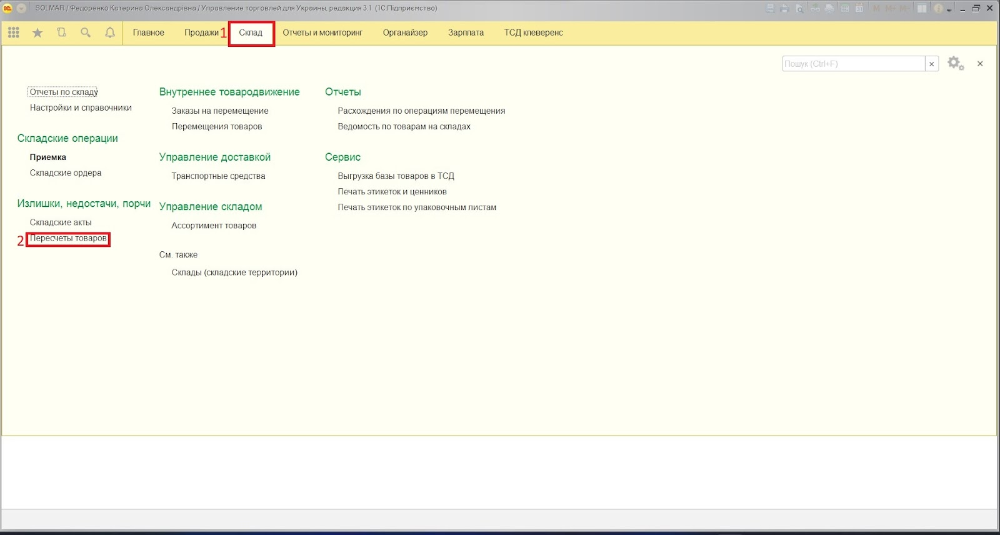 SOLMAR / Федоренко Катерина Олександрівна / Управление торговлей для Украины, редакция 3.1 (1С:Підприємство)
M M+ M-
Главное Продажи 1 Склад Отчеты и мониторинг Органайзер Зарплата ТСД клеверенс
Пошук (Ctrl+F)
Отчеты по складу
Настройки и справочники
Складские операции
Приемка
Складские ордера
Излишки, недостачи, порчи
Складские акты
2 Пересчеты товаров
Внутреннее товародвижение
Заказы на перемещение
Перемещения товаров
Управление доставкой
Транспортные средства
Управление складом
Ассортимент товаров
См. также
Склады (складские территории)
Отчеты
Расхождения по операциям перемещения
Ведомость по товарам на складах
Сервис
Выгрузка базы товаров в ТСД
Печать этикеток и ценников
Печать этикеток по упаковочным листам